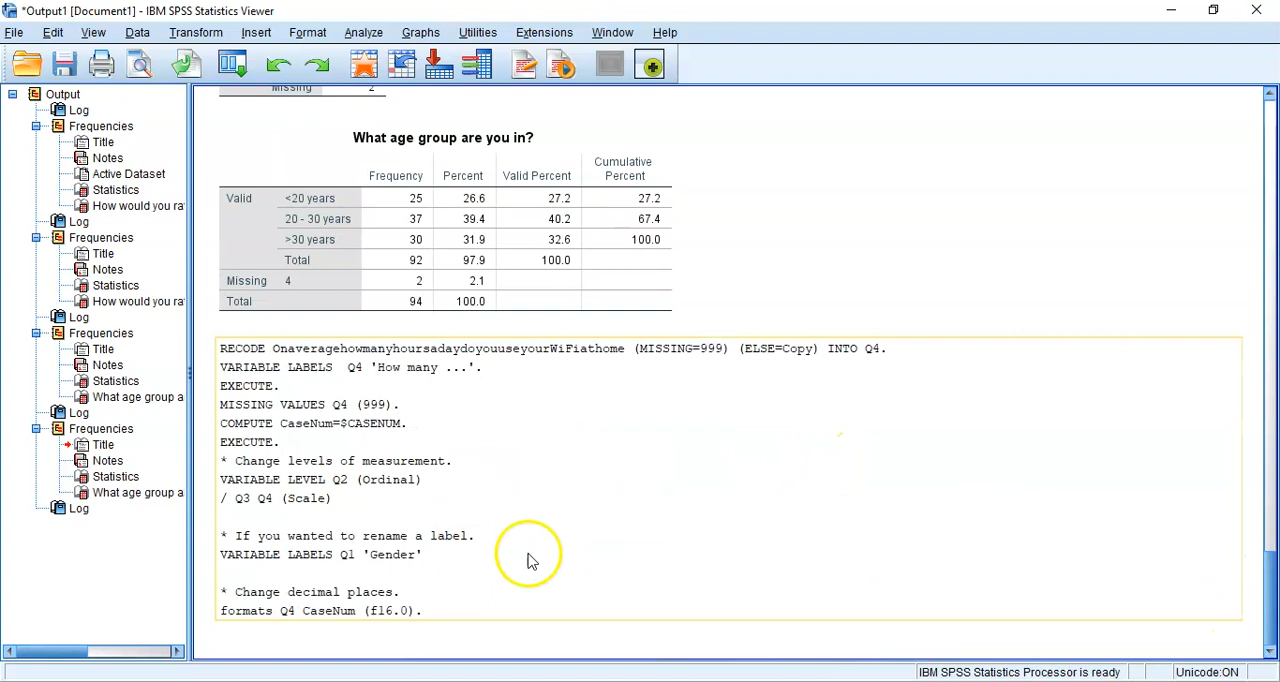 *Output1 [Document1] - IBM SPSS Statistics Viewer
File Edit View Data Transform Insert Format Analyze Graphs Utilities Extensions Window Help
Output
Log
Frequencies
Title
Notes
Active Dataset
Statistics
How would you ra
Log
Frequencies
Title
Notes
Statistics
How would you ra
Log
Frequencies
Title
Notes
Statistics
What age group a
Log
Frequencies
Title
Notes
Statistics
What age group a
Log
Missing 2
What age group are you in?
Frequency Percent Valid Percent Cumulative Percent
Valid <20 years 25 26.6 27.2 27.2
20 - 30 years 37 39.4 40.2 67.4
>30 years 30 31.9 32.6 100.0
Total 92 97.9 100.0
Missing 4 2 2.1
Total 94 100.0
RECODE OnaveragehowmanyhoursadaydoyouuseyourWiFiathome (MISSING=999) (ELSE=Copy) INTO Q4.
VARIABLE LABELS Q4 'How many ...'.
EXECUTE.
MISSING VALUES Q4 (999).
COMPUTE CaseNum=$CASENUM.
EXECUTE.
* Change levels of measurement.
VARIABLE LEVEL Q2 (Ordinal)
/ Q3 Q4 (Scale)
* If you wanted to rename a label.
VARIABLE LABELS Q1 'Gender'
* Change decimal places.
formats Q4 CaseNum (f16.0).
IBM SPSS Statistics Processor is ready
Unicode:ON